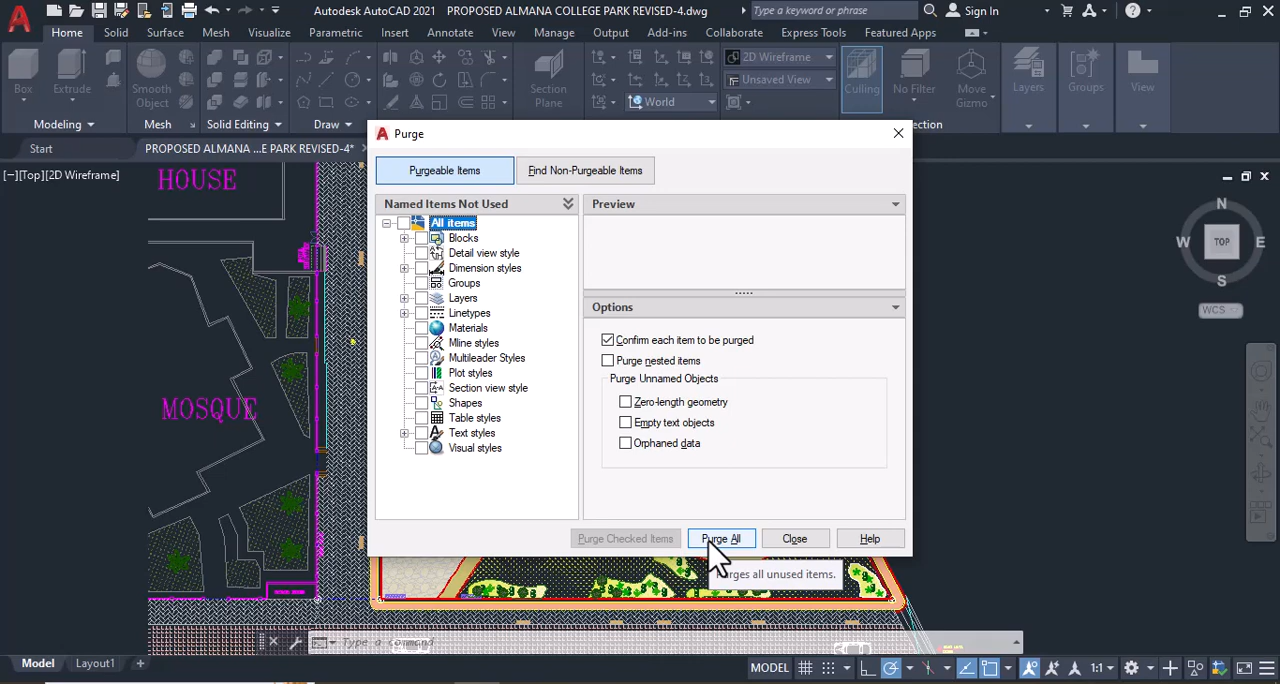 Autodesk AutoCAD 2021 PROPOSED ALMANA COLLEGE PARK REVISED-4.dwg
Type a keyword or phrase
Sign In
Home Solid Surface Mesh Visualize Parametric Insert Annotate View Manage Output Add-ins Collaborate Express Tools Featured Apps
Box Extrude
Modeling
Smooth Object
Mesh
Solid Editing
Draw
Section Plane
World
2D Wireframe
Unsaved View
Culling
No Filter
Move Gizmo
Layers
Groups
View
Start PROPOSED ALMANA ...E PARK REVISED-4*
[−][Top][2D Wireframe]
HOUSE
MOSQUE
N
W TOP E
S
WCS
Purge
Purgeable Items Find Non-Purgeable Items
Named Items Not Used
All items
Blocks
Detail view style
Dimension styles
Groups
Layers
Linetypes
Materials
Mline styles
Multileader Styles
Plot styles
Section view style
Shapes
Table styles
Text styles
Visual styles
Preview
Options
Confirm each item to be purged
Purge nested items
Purge Unnamed Objects
Zero-length geometry
Empty text objects
Orphaned data
Purge Checked Items Purge All Close Help
Purges all unused items.
Type a command
Model Layout1 +
MODEL 1:1